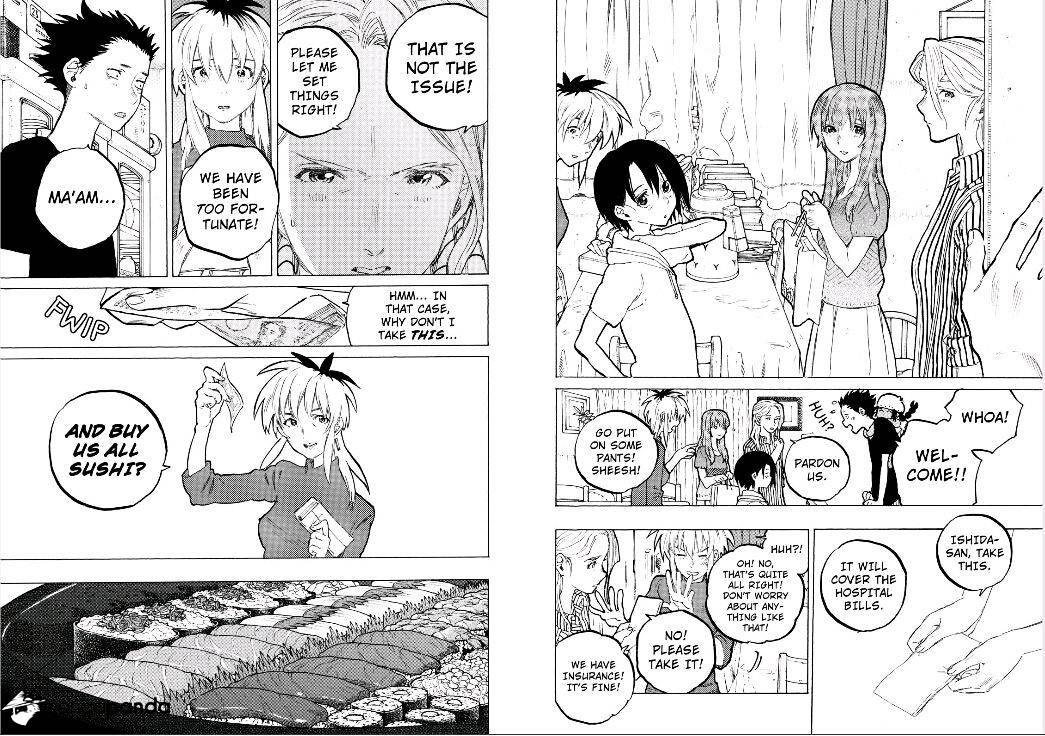 WHOA!
WEL-
COME!!
HUH?
PARDON
US.
GO PUT
ON SOME
PANTS!
SHEESH!
ISHIDA-
SAN, TAKE
THIS.
IT WILL
COVER THE
HOSPITAL
BILLS.
HUH?!
OH! NO,
THAT'S QUITE
ALL RIGHT!
DON'T WORRY
ABOUT ANY-
THING LIKE
THAT!
NO!
PLEASE
TAKE IT!
WE HAVE
INSURANCE!
IT'S FINE!
THAT IS
NOT THE
ISSUE!
PLEASE
LET ME
SET
THINGS
RIGHT!
WE HAVE
BEEN
TOO FOR-
TUNATE!
MA'AM...
HMM... IN
THAT CASE,
WHY DON'T I
TAKE THIS...
FWIP
AND BUY
US ALL
SUSHI?
panda